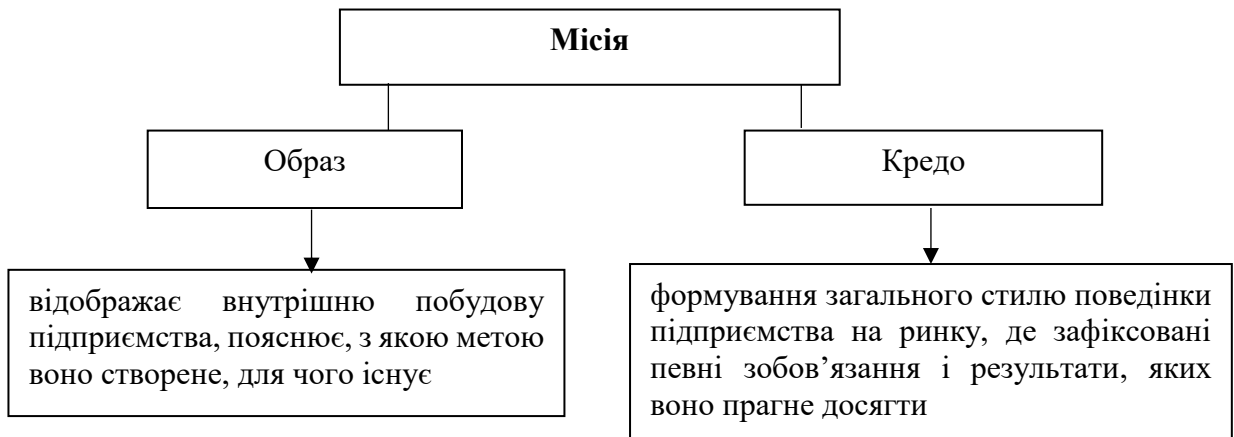 Місія
Образ
Кредо
відображає внутрішню побудову
підприємства, пояснює, з якою метою
воно створене, для чого існує
формування загального стилю поведінки
підприємства на ринку, де зафіксовані
певні зобов’язання і результати, яких
воно прагне досягти